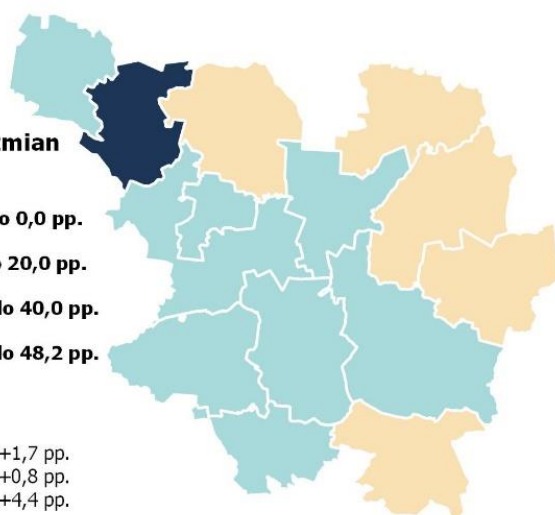 mian
o 0,0 pp.
20,0 pp.
do 40,0 pp.
do 48,2 pp.
+1,7 pp.
+0,8 pp.
+4,4 pp.